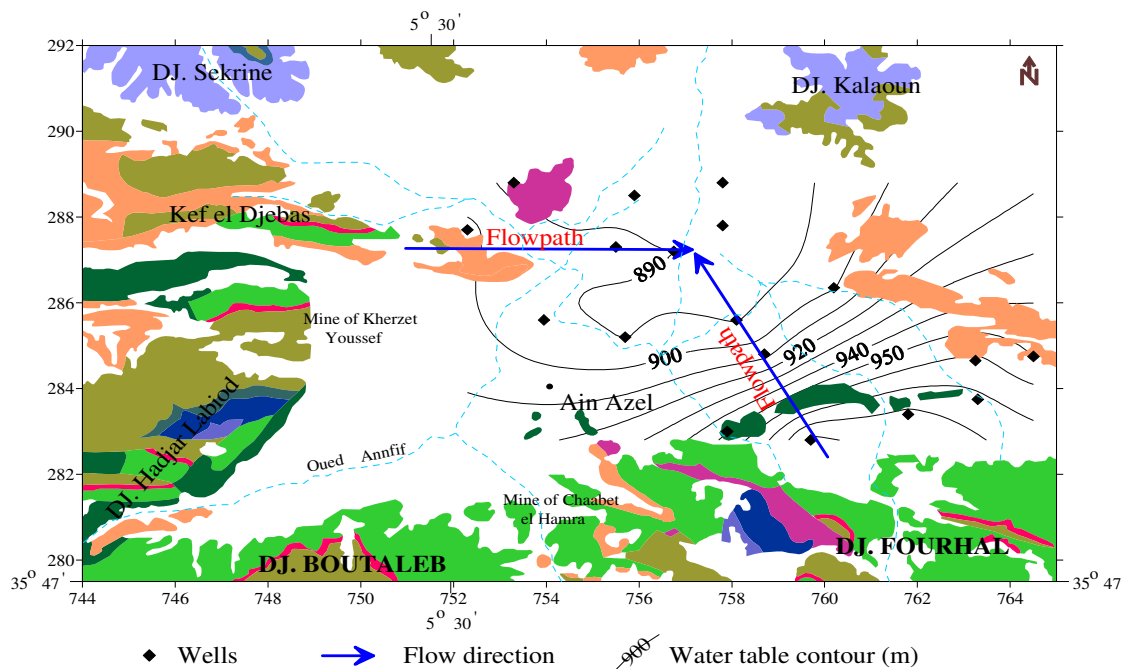 5° 30'
292
290
288
286
284
282
280
35° 47'
35° 47'
DJ. Sekrine
DJ. Kalaoun
N
Kef el Djebas
Flowpath
890
Mine of Kherzet
Youssef
900
920
940
950
Flowpath
Ain Azel
DJ. Hadjar Labiod
Oued Annfif
Mine of Chaabet
el Hamra
DJ. BOUTALEB
DJ. FOURHAL
744
746
748
750
752
754
756
758
760
762
764
5° 30'
Wells
Flow direction
900
Water table contour (m)